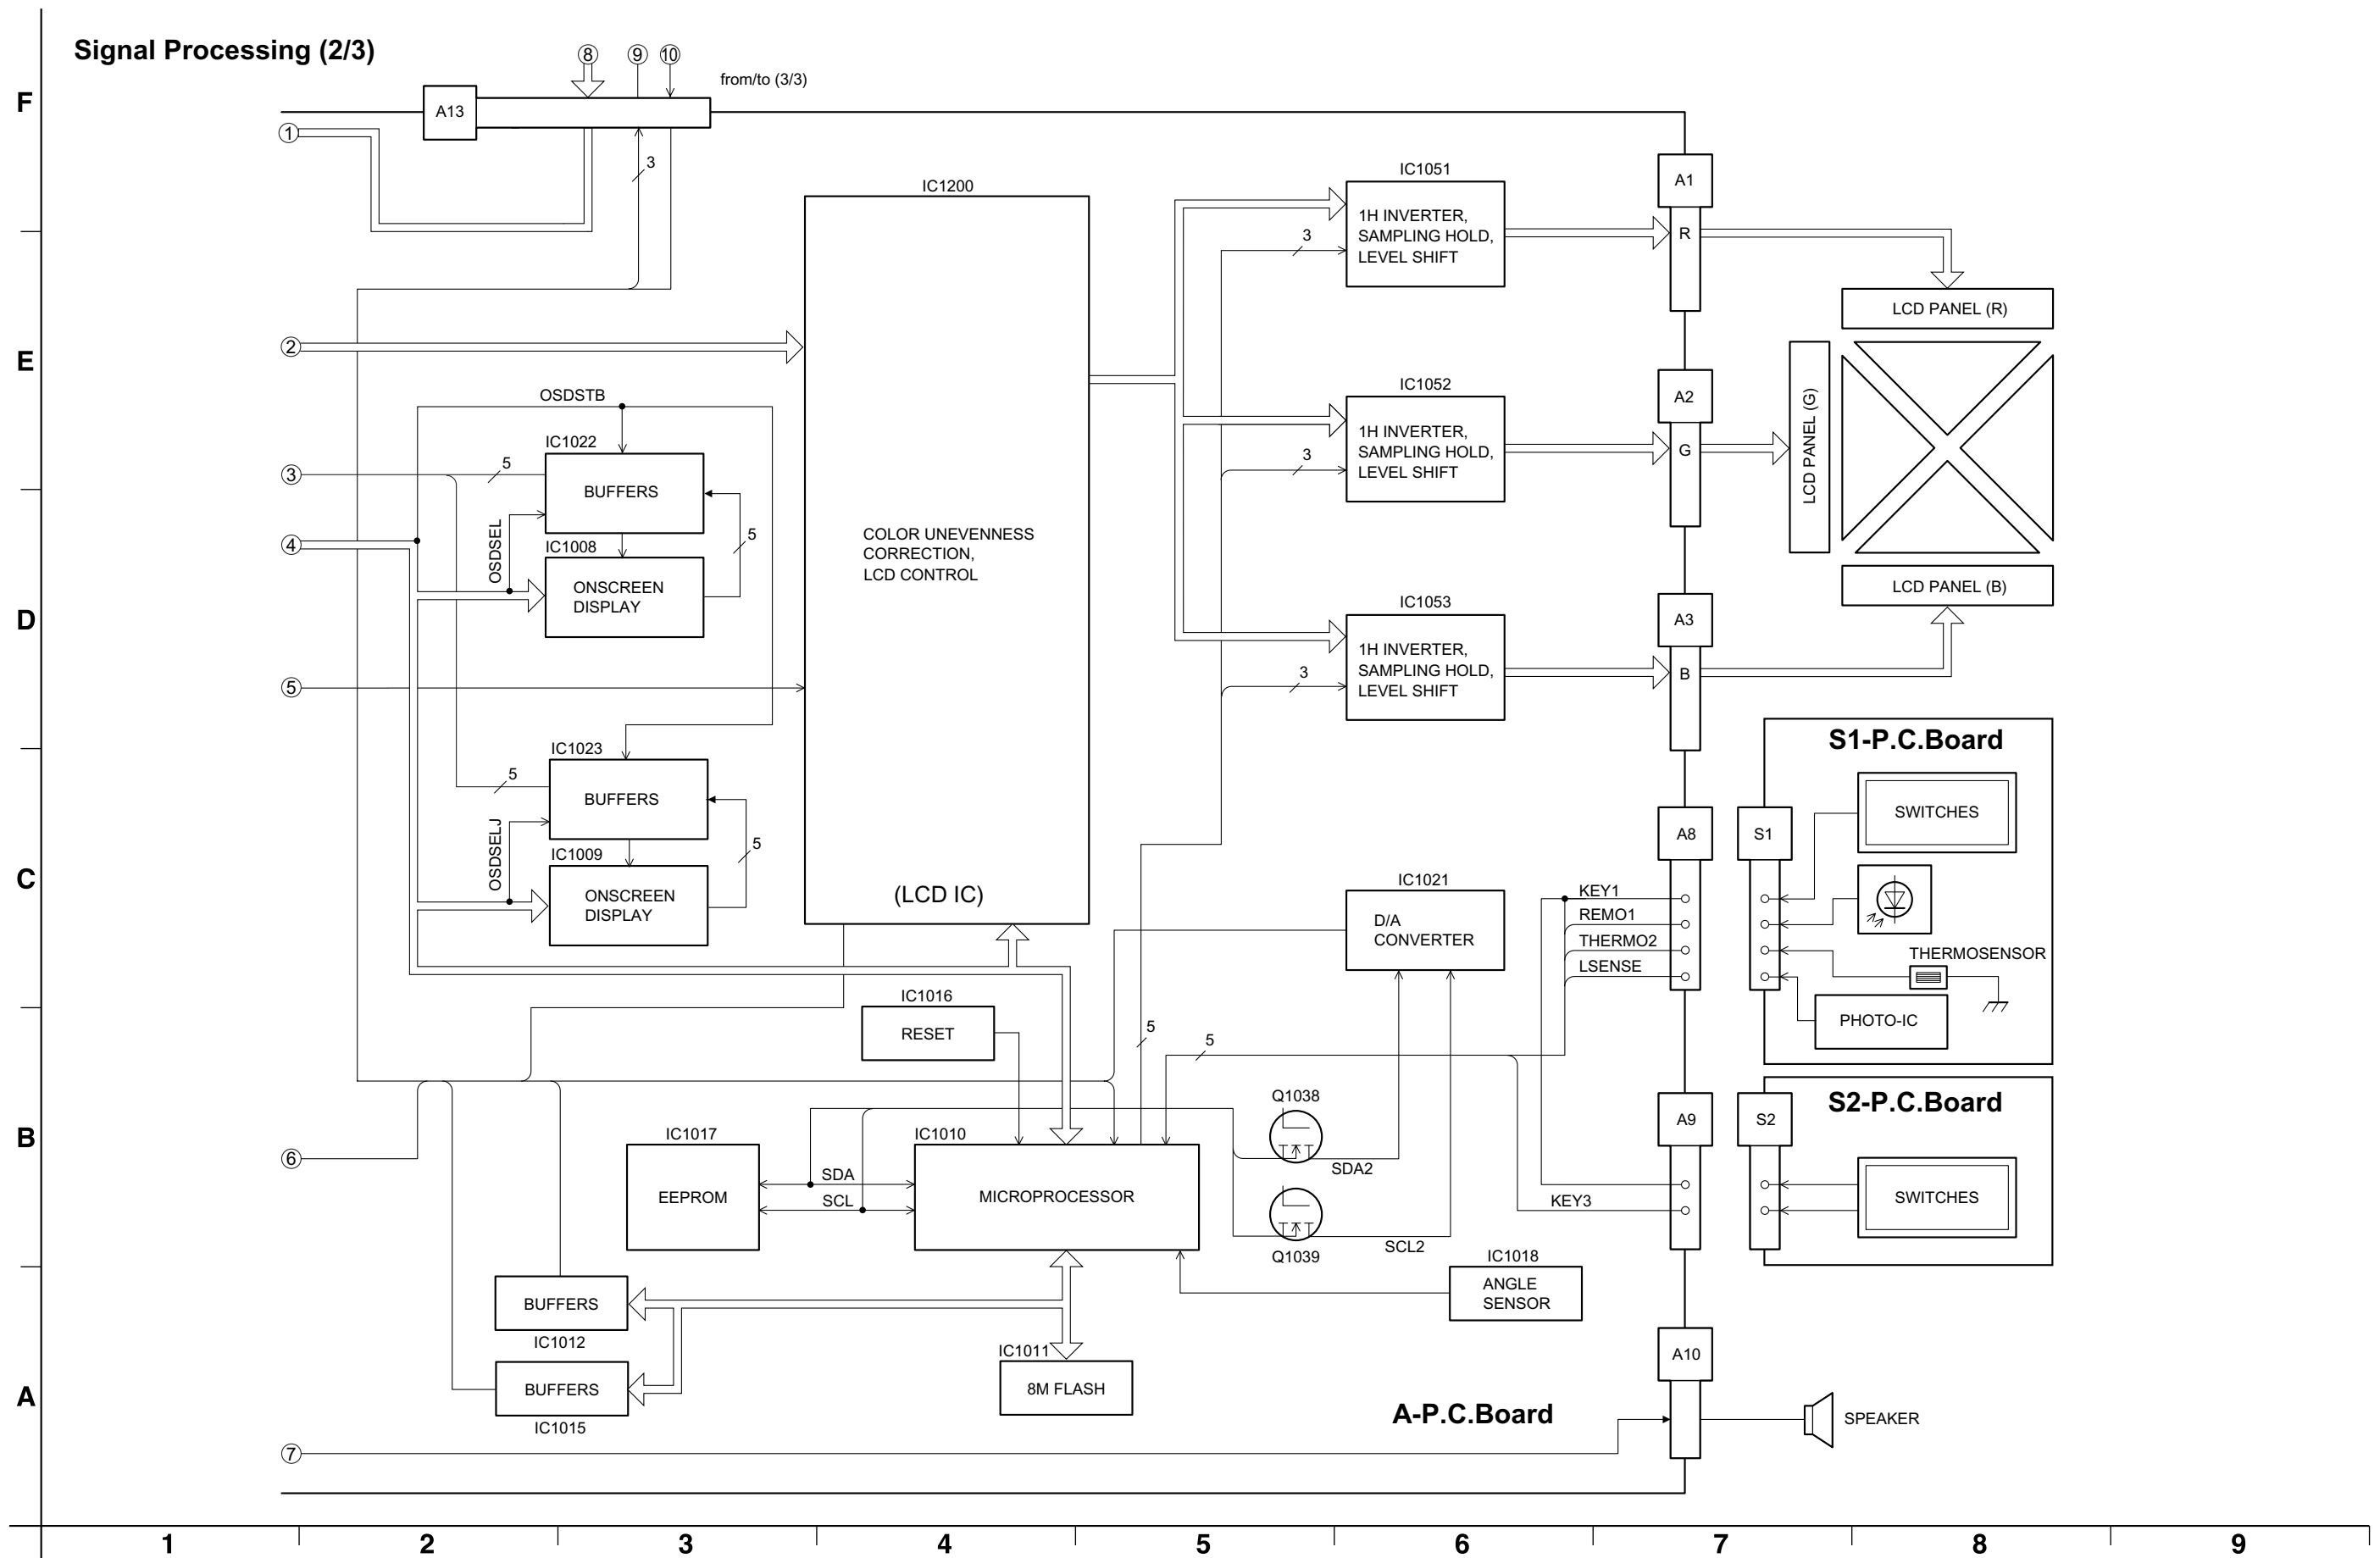 Signal Processing (2/3)
8
9
10
from/to (3/3)
F
A13
1
3
IC1200
IC1051
A1
1H INVERTER,
SAMPLING HOLD,
LEVEL SHIFT
3
R
LCD PANEL (R)
2
E
OSDSTB
IC1022
3
5
BUFFERS
OSDSEL
4
5
IC1008
ONSCREEN
DISPLAY
COLOR UNEVENNESS
CORRECTION,
LCD CONTROL
(LCD IC)
IC1052
1H INVERTER,
SAMPLING HOLD,
LEVEL SHIFT
3
A2
G
LCD PANEL (G)
D
LCD PANEL (B)
IC1053
1H INVERTER,
SAMPLING HOLD,
LEVEL SHIFT
3
A3
B
5
IC1023
5
BUFFERS
OSDSELJ
5
IC1009
ONSCREEN
DISPLAY
C
S1-P.C.Board
SWITCHES
A8
S1
IC1021
D/A
CONVERTER
KEY1
REMO1
THERMO2
LSENSE
THERMOSENSOR
PHOTO-IC
IC1016
RESET
5
5
S2-P.C.Board
A9
S2
SWITCHES
B
6
IC1017
EEPROM
SDA
SCL
IC1010
MICROPROCESSOR
Q1038
SDA2
Q1039
SCL2
KEY3
IC1018
ANGLE
SENSOR
BUFFERS
IC1012
BUFFERS
IC1015
IC1011
8M FLASH
A10
A
A-P.C.Board
SPEAKER
7
1
2
3
4
5
6
7
8
9